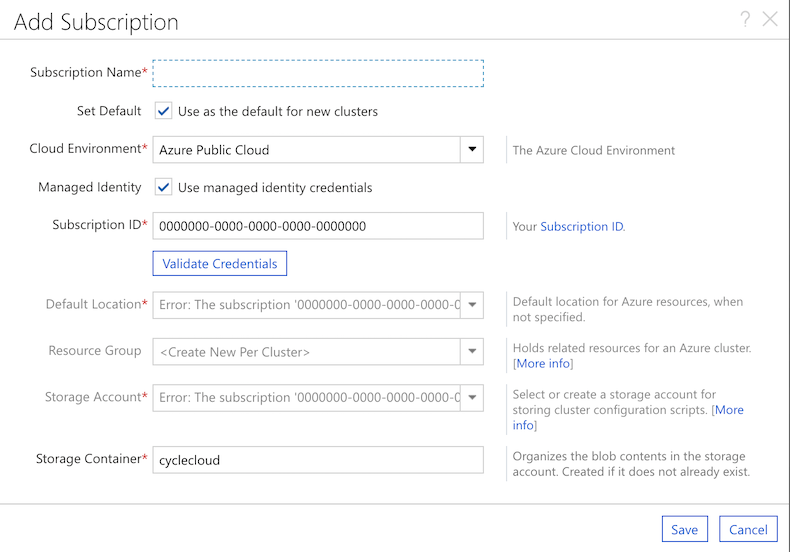 Add Subscription
?
Subscription Name*
Set Default Use as the default for new clusters
Cloud Environment* Azure Public Cloud The Azure Cloud Environment
Managed Identity Use managed identity credentials
Subscription ID* 0000000-0000-0000-0000-0000000 Your Subscription ID.
Validate Credentials
Default Location* Error: The subscription '0000000-0000-0000-0000-0
Default location for Azure resources, when
not specified.
Resource Group <Create New Per Cluster>
Holds related resources for an Azure cluster.
[More info]
Storage Account* Error: The subscription '0000000-0000-0000-0000-0
Select or create a storage account for
storing cluster configuration scripts. [More
info]
Storage Container* cyclecloud
Organizes the blob contents in the storage
account. Created if it does not already exist.
Save Cancel